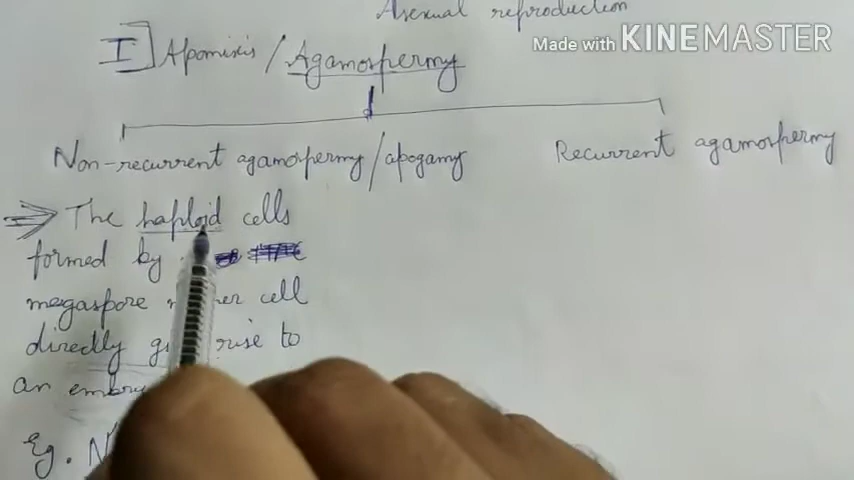 Asexual reproduction
Made with KINEMASTER
I] Apomixis / Agamospermy
Non-recurrent agamospermy/apogamy
Recurrent agamospermy
⇒ The haploid cells
formed by
megaspore cell
directly rise to
an
Eg. N